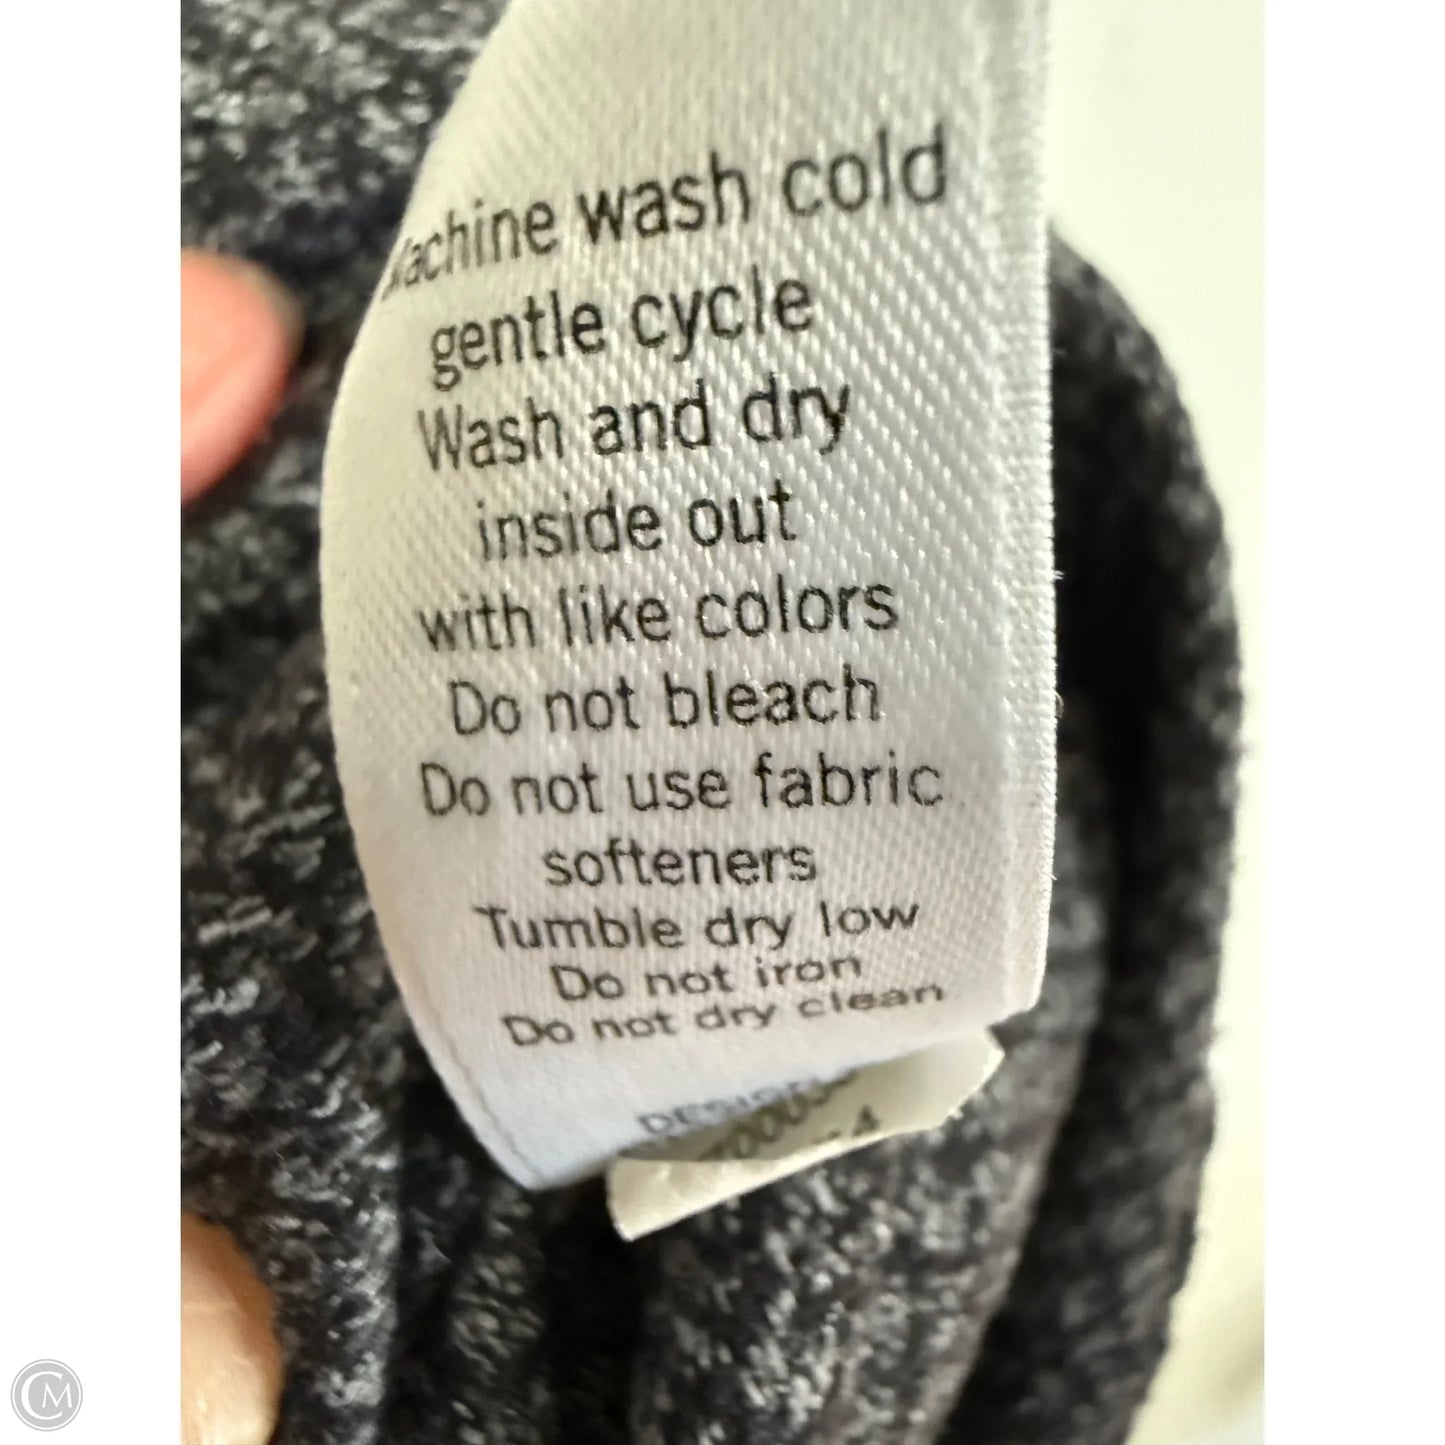 Machine wash cold
gentle cycle
Wash and dry
inside out
with like colors
Do not bleach
Do not use fabric
softeners
Tumble dry low
Do not iron
Do not dry clean
CM